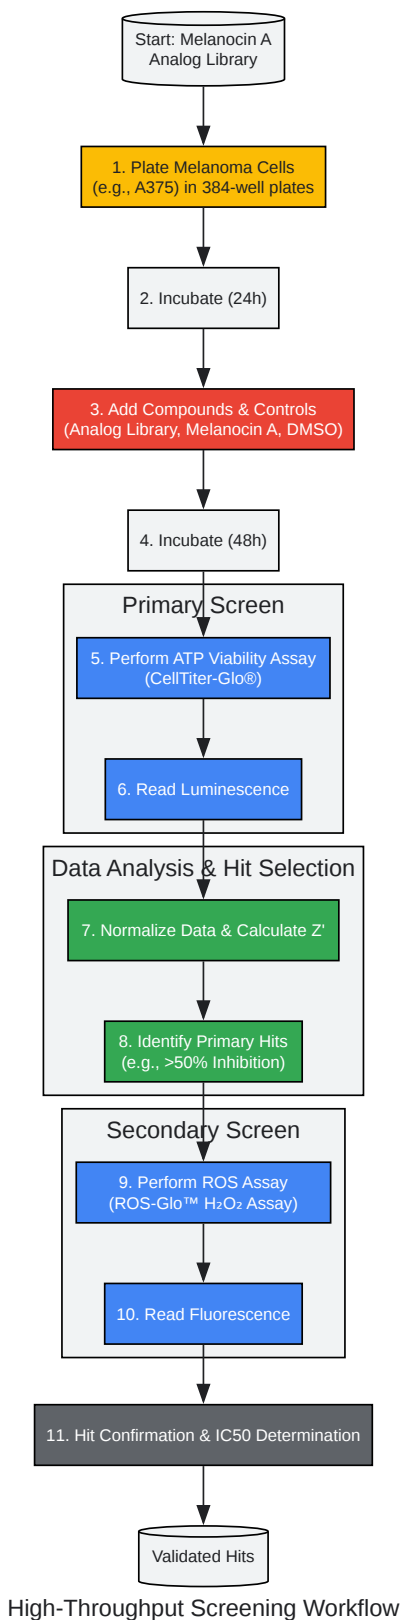 Start: Melanocin A
Analog Library
1. Plate Melanoma Cells
(e.g., A375) in 384-well plates
2. Incubate (24h)
3. Add Compounds & Controls
(Analog Library, Melanocin A, DMSO)
4. Incubate (48h)
Primary Screen
5. Perform ATP Viability Assay
(CellTiter-Glo®)
6. Read Luminescence
Data Analysis & Hit Selection
7. Normalize Data & Calculate Z'
8. Identify Primary Hits
(e.g., >50% Inhibition)
Secondary Screen
9. Perform ROS Assay
(ROS-Glo™ H₂O₂ Assay)
10. Read Fluorescence
11. Hit Confirmation & IC50 Determination
Validated Hits
High-Throughput Screening Workflow